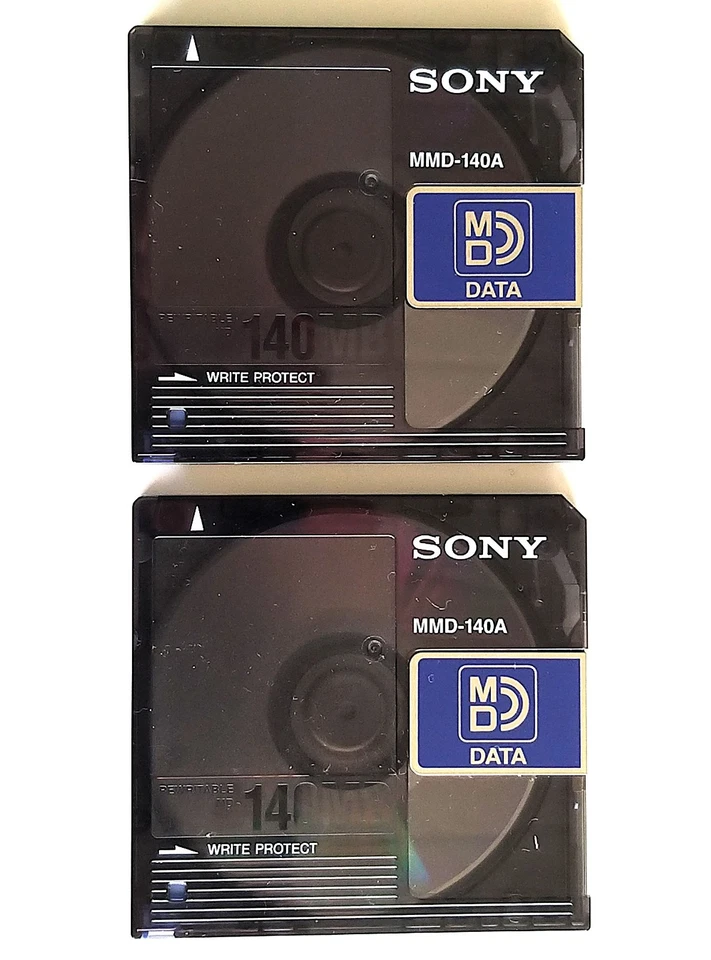 SONY
MMD-140A
MD
DATA
REWRITABLE
140MB
WRITE PROTECT
SONY
MMD-140A
MD
DATA
REWRITABLE
140MB
WRITE PROTECT